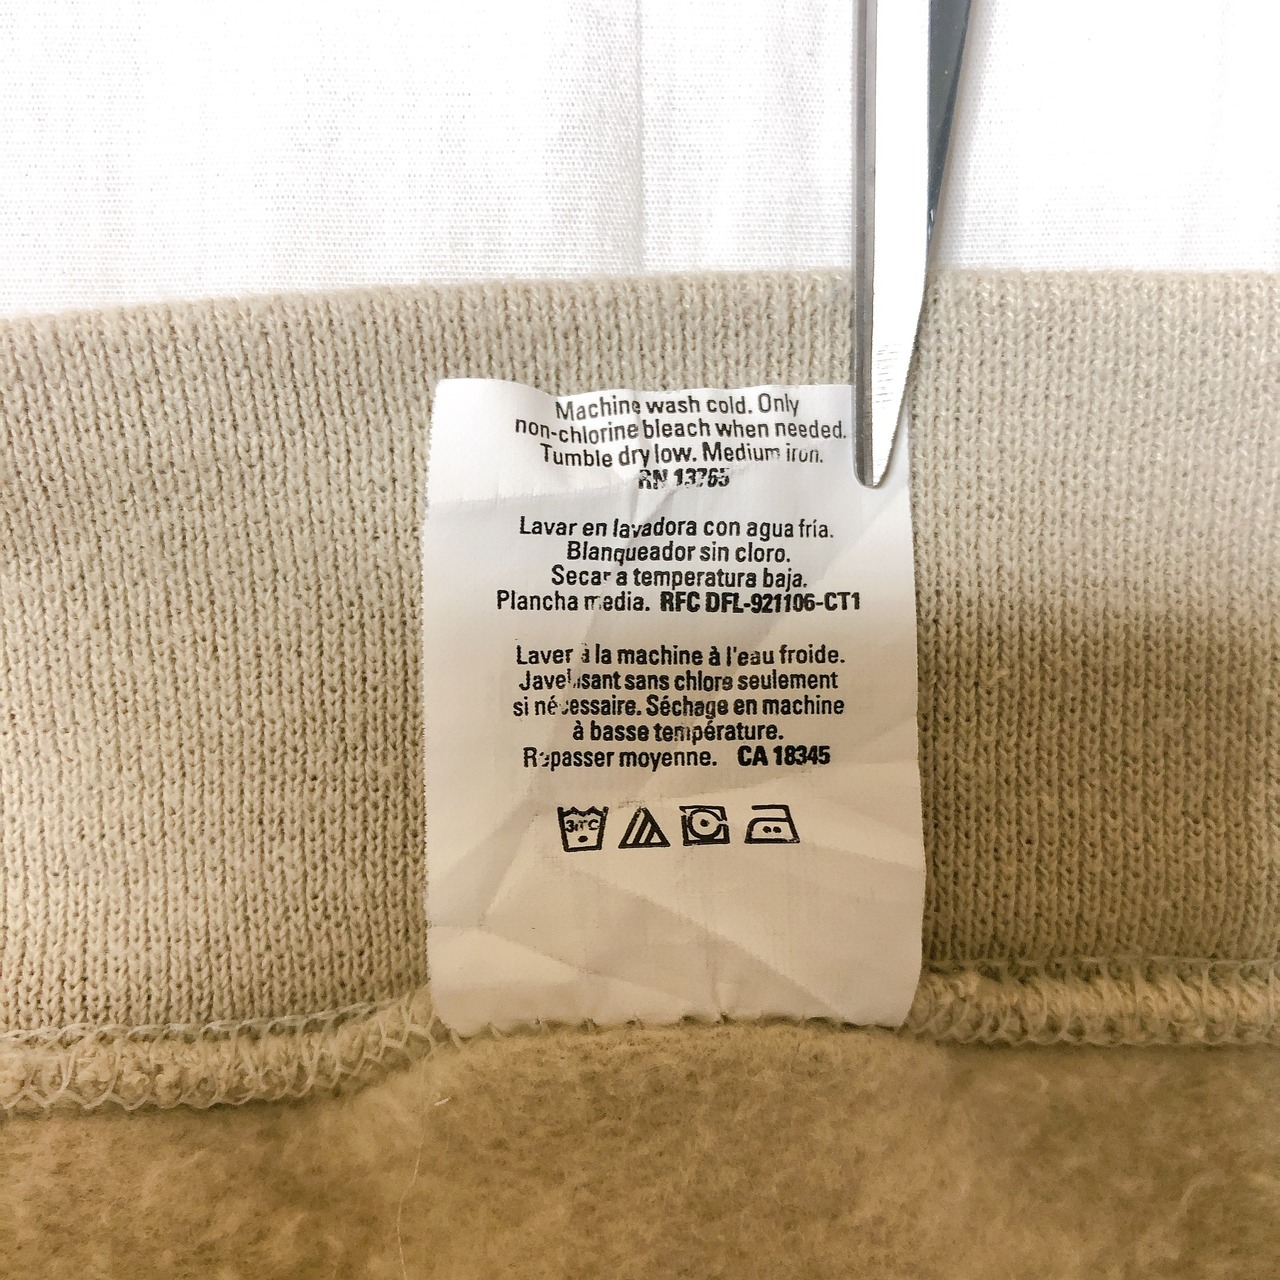 Machine wash cold. Only
non-chlorine bleach when needed.
Tumble dry low. Medium iron.
RN 13765
Lavar en lavadora con agua fría.
Blanqueador sin cloro.
Secar a temperatura baja.
Plancha media. RFC DFL-921106-CT1
Laver à la machine à l'eau froide.
Javellisant sans chlore seulement
si nécessaire. Séchage en machine
à basse température.
Repasser moyenne. CA 18345
30°C